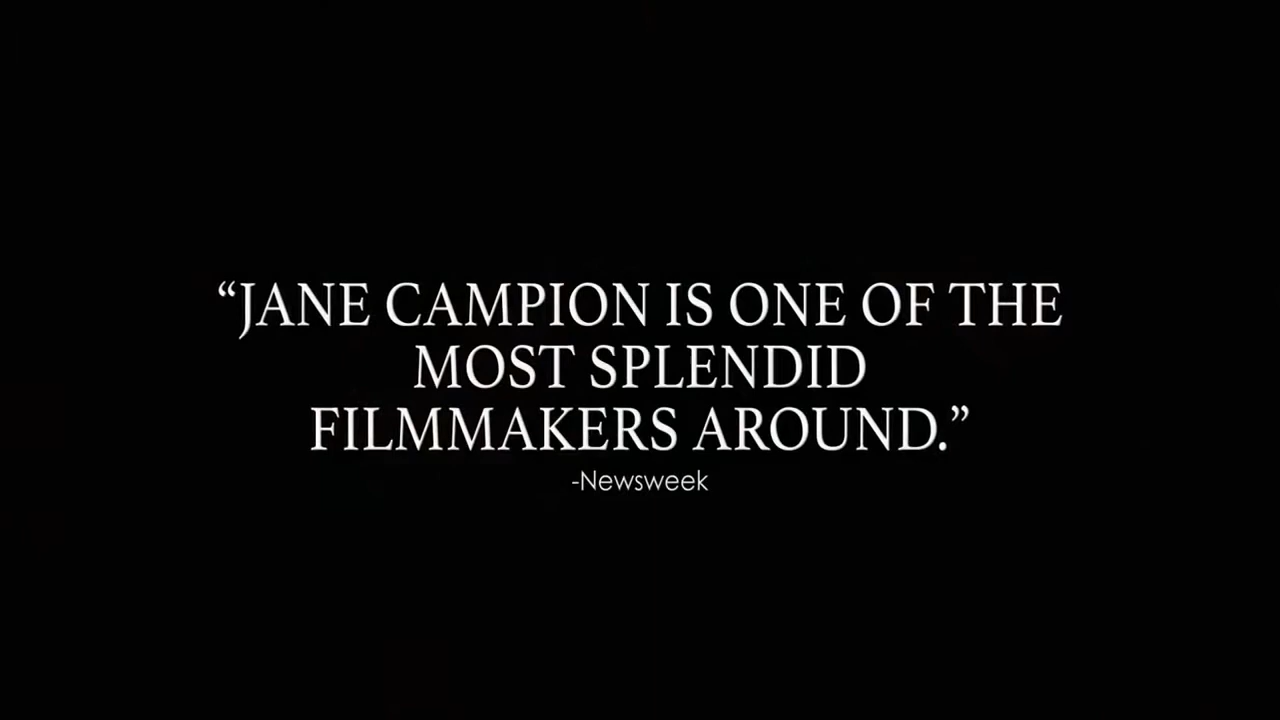 “JANE CAMPION IS ONE OF THE
MOST SPLENDID
FILMMAKERS AROUND.”
-Newsweek